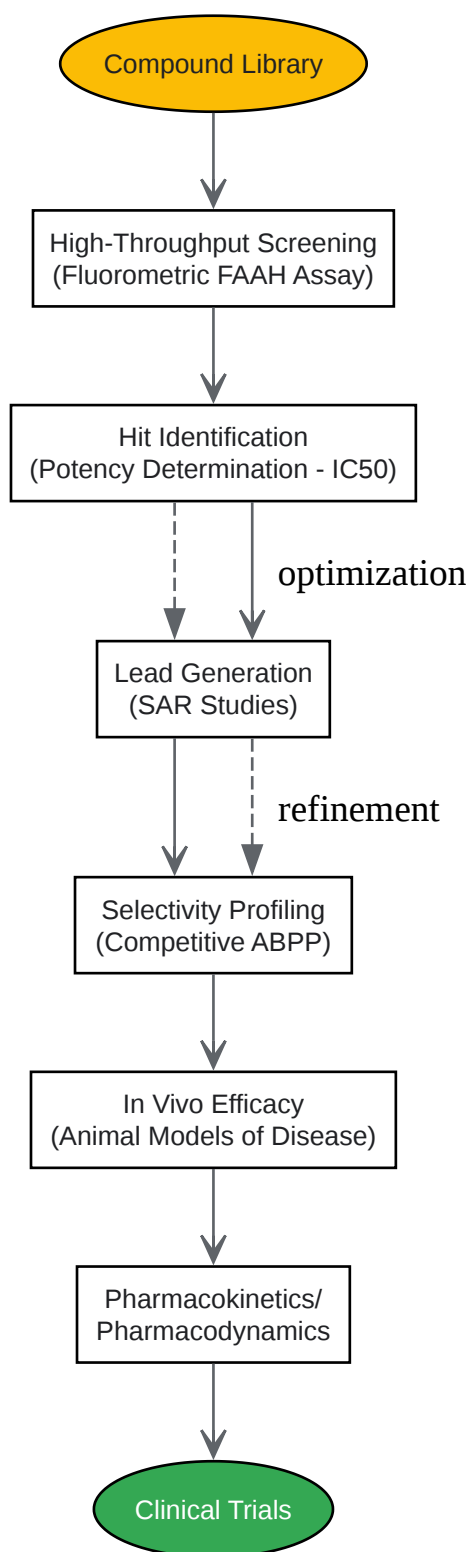 Compound Library
High-Throughput Screening
(Fluorometric FAAH Assay)
Hit Identification
(Potency Determination - IC50)
optimization
Lead Generation
(SAR Studies)
refinement
Selectivity Profiling
(Competitive ABPP)
In Vivo Efficacy
(Animal Models of Disease)
Pharmacokinetics/
Pharmacodynamics
Clinical Trials